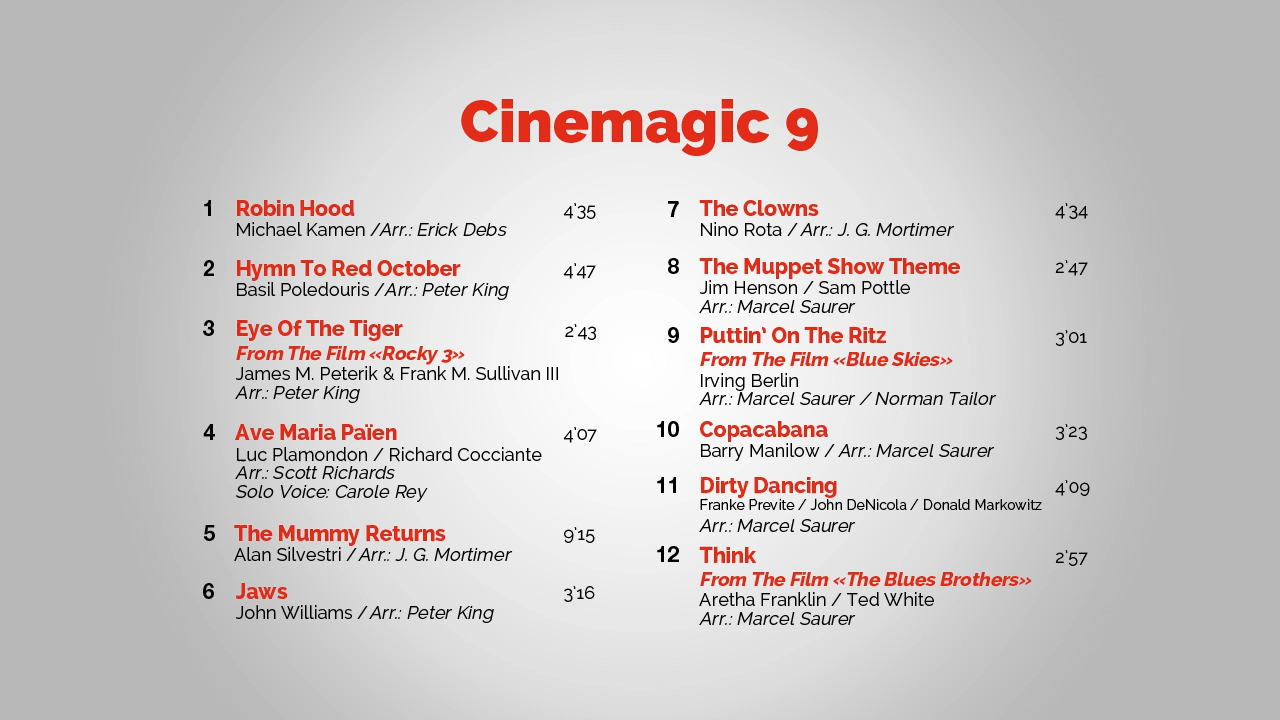 Cinemagic 9
1 Robin Hood 4'35
Michael Kamen / Arr.: Erick Debs
2 Hymn To Red October 4'47
Basil Poledouris / Arr.: Peter King
3 Eye Of The Tiger 2'43
From The Film «Rocky 3»
James M. Peterik & Frank M. Sullivan III
Arr.: Peter King
4 Ave Maria Païen 4'07
Luc Plamondon / Richard Cocciante
Arr.: Scott Richards
Solo Voice: Carole Rey
5 The Mummy Returns 9'15
Alan Silvestri / Arr.: J. G. Mortimer
6 Jaws 3'16
John Williams / Arr.: Peter King
7 The Clowns 4'34
Nino Rota / Arr.: J. G. Mortimer
8 The Muppet Show Theme 2'47
Jim Henson / Sam Pottle
Arr.: Marcel Saurer
9 Puttin' On The Ritz 3'01
From The Film «Blue Skies»
Irving Berlin
Arr.: Marcel Saurer / Norman Tailor
10 Copacabana 3'23
Barry Manilow / Arr.: Marcel Saurer
11 Dirty Dancing 4'09
Franke Previte / John DeNicola / Donald Markowitz
Arr.: Marcel Saurer
12 Think 2'57
From The Film «The Blues Brothers»
Aretha Franklin / Ted White
Arr.: Marcel Saurer